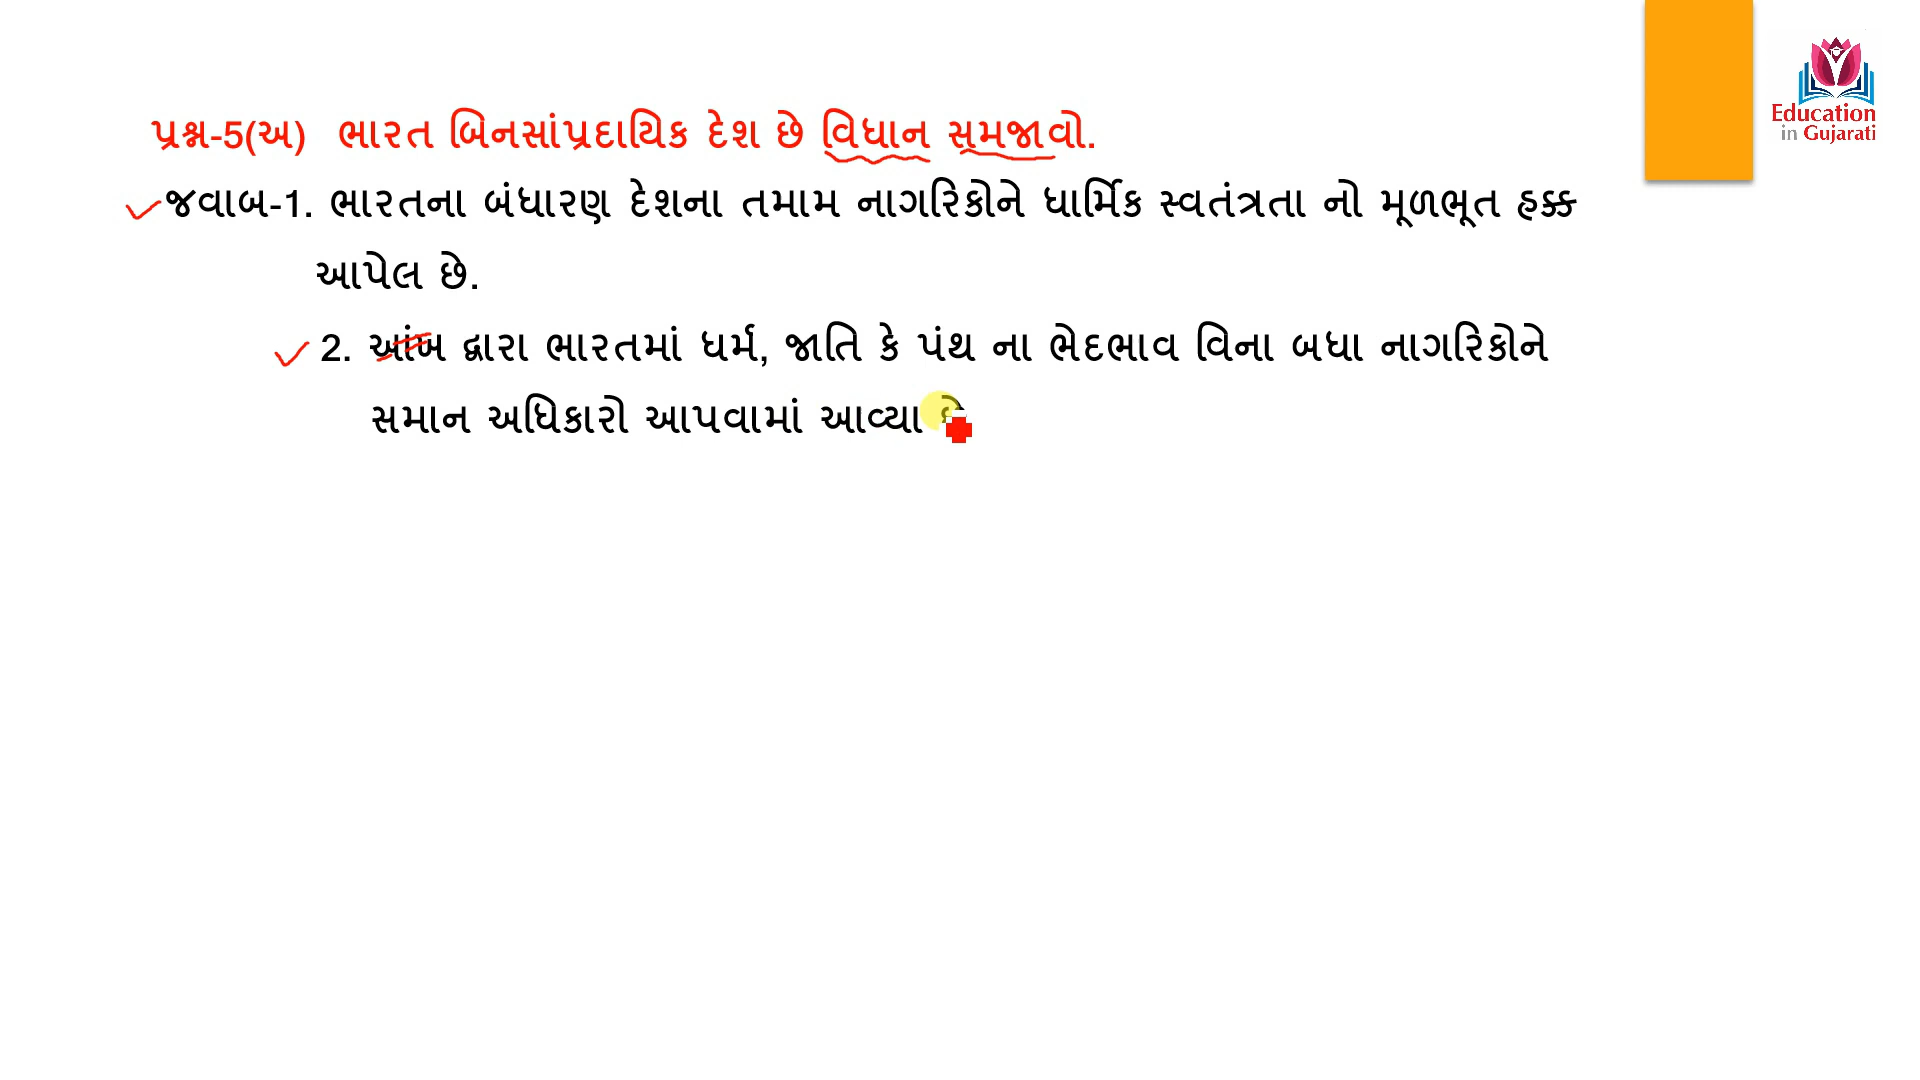 Education
in Gujarati
પ્રશ્ન-5(અ) ભારત બિનસાંપ્રદાયિક દેશ છે વિધાન સમજાવો.
જવાબ-1. ભારતના બંધારણ દેશના તમામ નાગરિકોને ધાર્મિક સ્વતંત્રતા નો મૂળભૂત હક્ક
આપેલ છે.
2. આંખ દ્વારા ભારતમાં ધર્મ, જાતિ કે પંથ ના ભેદભાવ વિના બધા નાગરિકોને
સમાન અધિકારો આપવામાં આવ્યા